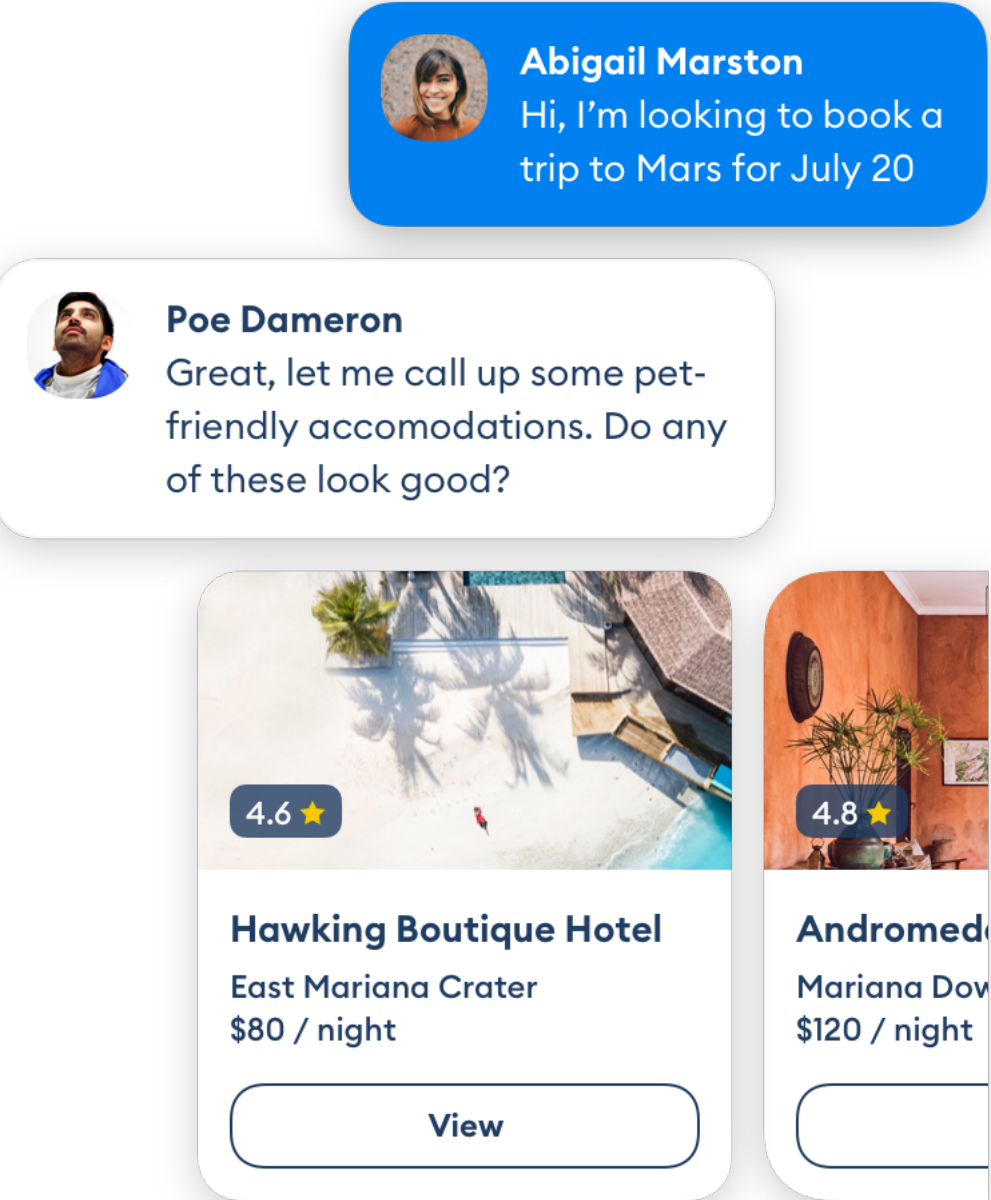 Abigail Marston
Hi, I’m looking to book a
trip to Mars for July 20
Poe Dameron
Great, let me call up some pet-
friendly accomodations. Do any
of these look good?
4.6
4.8
Hawking Boutique Hotel
East Mariana Crater
$80 / night
View
Andromed
Mariana Dow
$120 / night